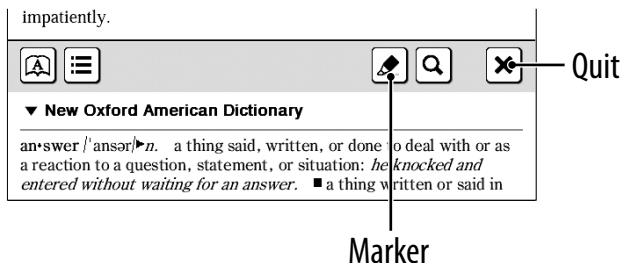 impatiently.
Quit
▼ New Oxford American Dictionary
an•swer /ˈansər/▶n. a thing said, written, or done to deal with or as
a reaction to a question, statement, or situation: he knocked and
entered without waiting for an answer. ■ a thing written or said in
Marker